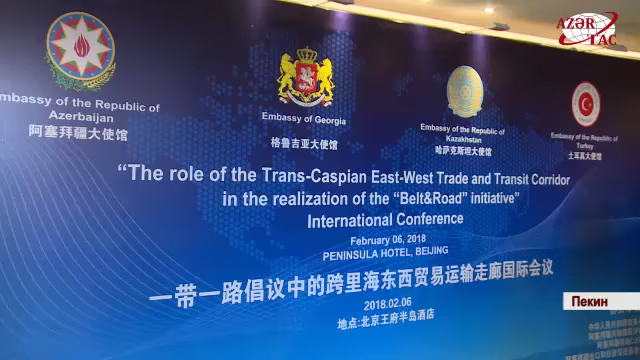 AZƏR
TAC
Embassy of the Republic of
Azerbaijan
阿塞拜疆大使馆
Embassy of Georgia
格鲁吉亚大使馆
Embassy of the Republic of
Kazakhstan
哈萨克斯坦大使馆
Embassy of the Republic of
Turkey
土耳其大使馆
“The role of the Trans-Caspian East-West Trade and Transit Corridor
in the realization of the “Belt&Road” initiative”
International Conference
February 06, 2018
PENINSULA HOTEL, BEIJING
一带一路倡议中的跨里海东西贸易运输走廊国际会议
2018.02.06
地点:北京王府半岛酒店
Пекин